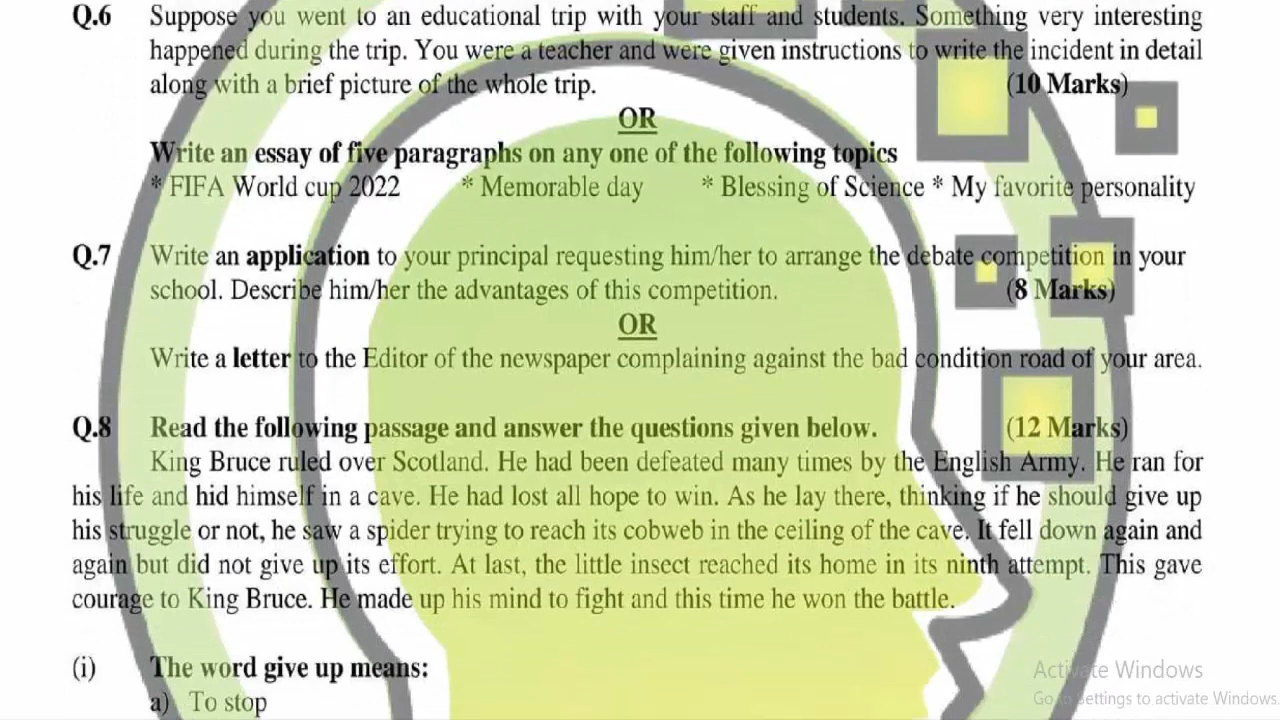 Q.6 Suppose you went to an educational trip with your staff and students. Something very interesting
happened during the trip. You were a teacher and were given instructions to write the incident in detail
along with a brief picture of the whole trip. (10 Marks)
OR
Write an essay of five paragraphs on any one of the following topics
* FIFA World cup 2022 * Memorable day * Blessing of Science * My favorite personality
Q.7 Write an application to your principal requesting him/her to arrange the debate competition in your
school. Describe him/her the advantages of this competition. (8 Marks)
OR
Write a letter to the Editor of the newspaper complaining against the bad condition road of your area.
Q.8 Read the following passage and answer the questions given below. (12 Marks)
King Bruce ruled over Scotland. He had been defeated many times by the English Army. He ran for
his life and hid himself in a cave. He had lost all hope to win. As he lay there, thinking if he should give up
his struggle or not, he saw a spider trying to reach its cobweb in the ceiling of the cave. It fell down again and
again but did not give up its effort. At last, the little insect reached its home in its ninth attempt. This gave
courage to King Bruce. He made up his mind to fight and this time he won the battle.
(i) The word give up means:
a) To stop
Activate Windows
Go to Settings to activate Windows.